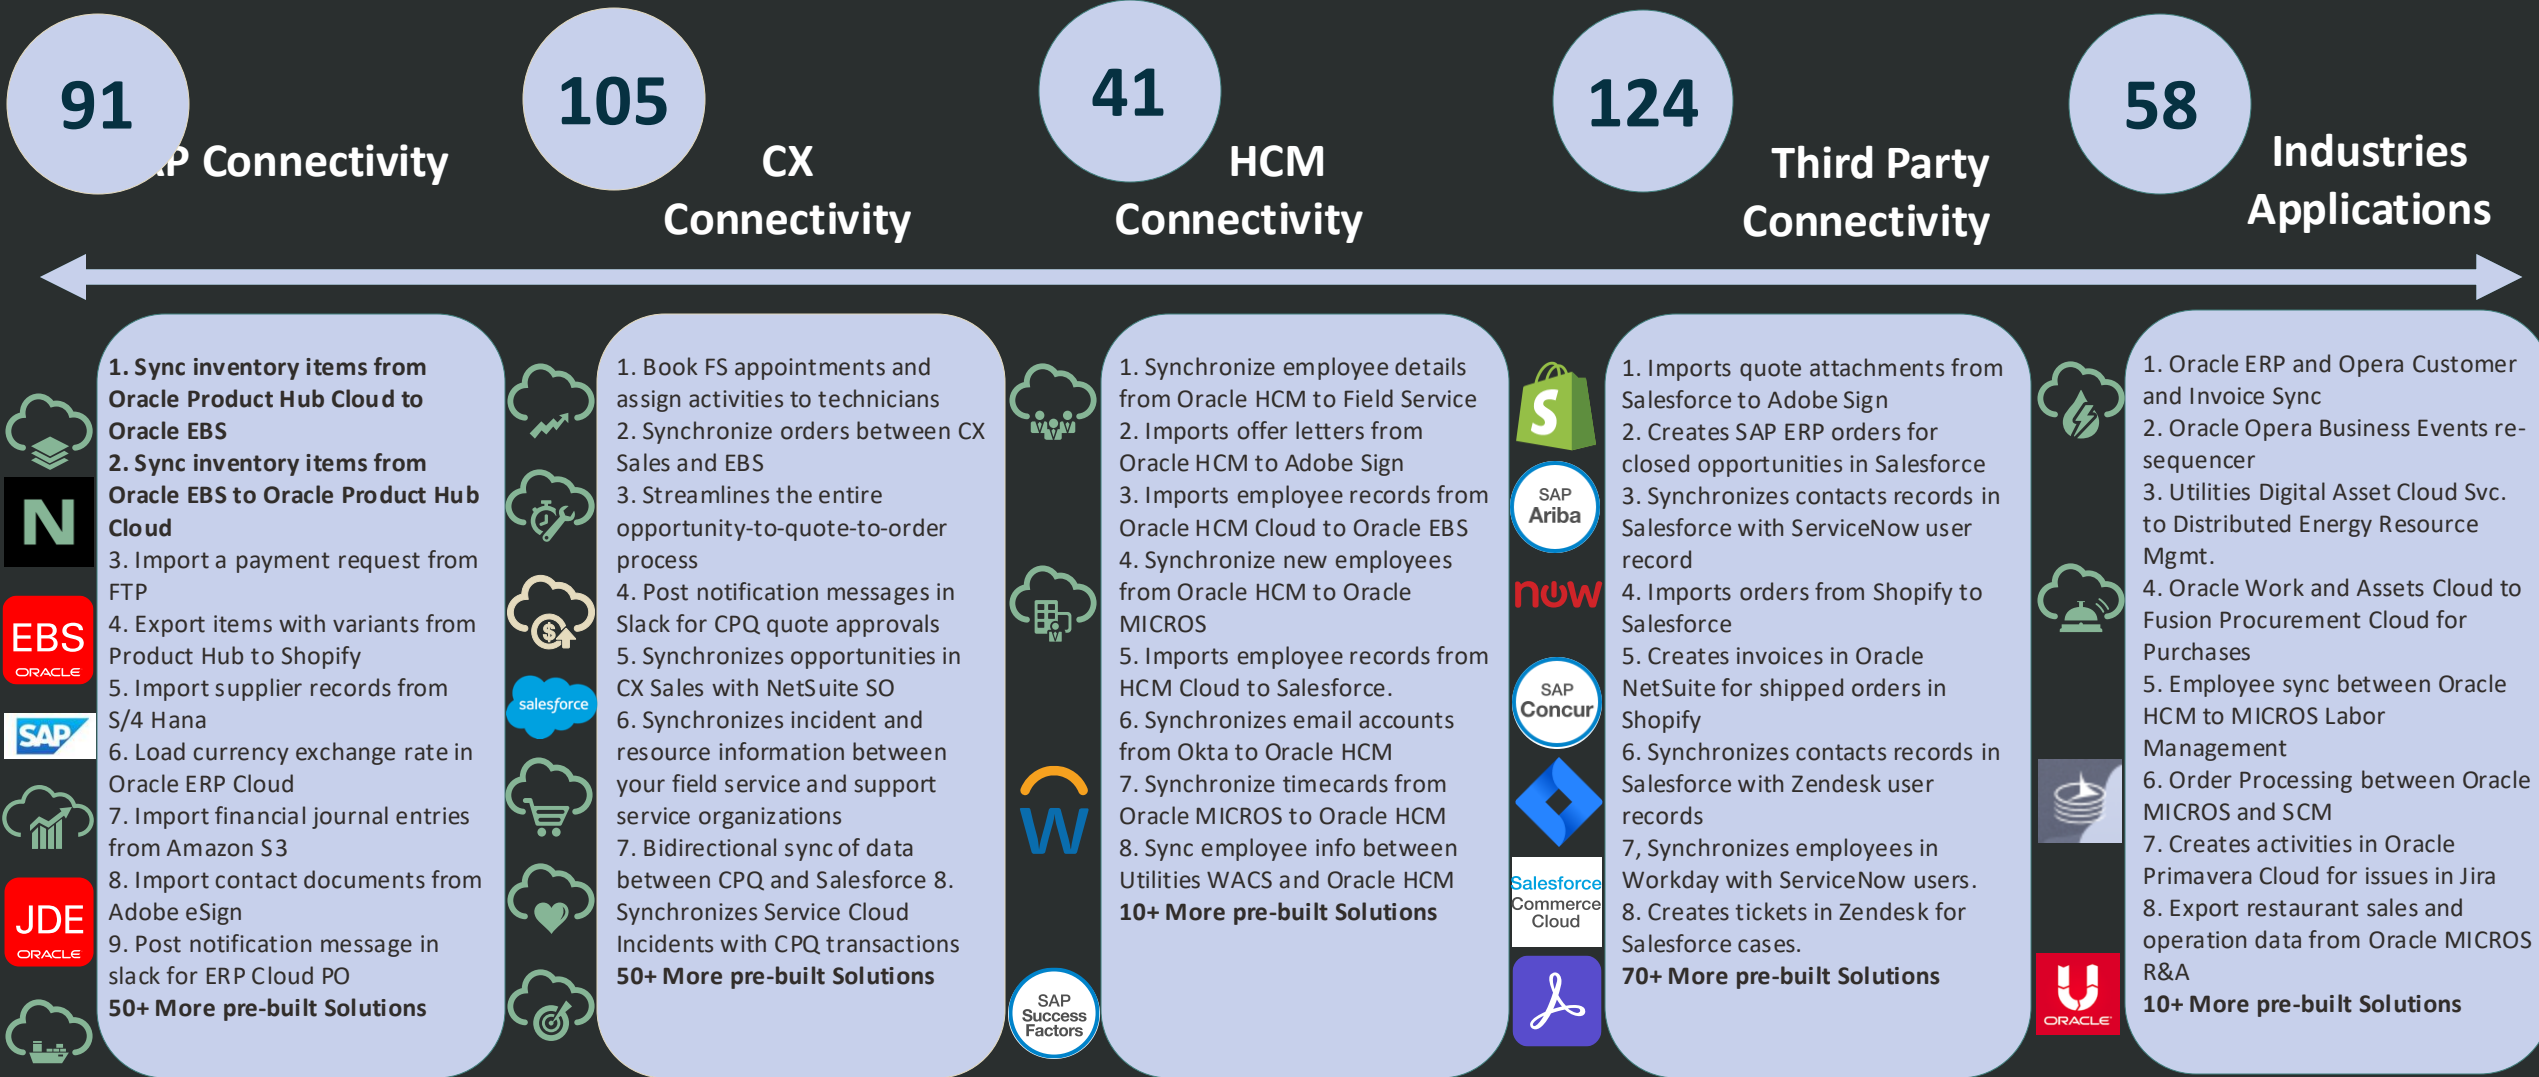 91
P Connectivity
105
CX
Connectivity
41
HCM
Connectivity
124
Third Party
Connectivity
58
Industries
Applications
N
EBS
ORACLE
SAP
JDE
ORACLE
1. Sync inventory items from
Oracle Product Hub Cloud to
Oracle EBS
2. Sync inventory items from
Oracle EBS to Oracle Product Hub
Cloud
3. Import a payment request from
FTP
4. Export items with variants from
Product Hub to Shopify
5. Import supplier records from
S/4 Hana
6. Load currency exchange rate in
Oracle ERP Cloud
7. Import financial journal entries
from Amazon S3
8. Import contact documents from
Adobe eSign
9. Post notification message in
slack for ERP Cloud PO
50+ More pre-built Solutions
salesforce
1. Book FS appointments and
assign activities to technicians
2. Synchronize orders between CX
Sales and EBS
3. Streamlines the entire
opportunity-to-quote-to-order
process
4. Post notification messages in
Slack for CPQ quote approvals
5. Synchronizes opportunities in
CX Sales with NetSuite SO
6. Synchronizes incident and
resource information between
your field service and support
service organizations
7. Bidirectional sync of data
between CPQ and Salesforce 8.
Synchronizes Service Cloud
Incidents with CPQ transactions
50+ More pre-built Solutions
W
SAP
Success
Factors
1. Synchronize employee details
from Oracle HCM to Field Service
2. Imports offer letters from
Oracle HCM to Adobe Sign
3. Imports employee records from
Oracle HCM Cloud to Oracle EBS
4. Synchronize new employees
from Oracle HCM to Oracle
MICROS
5. Imports employee records from
HCM Cloud to Salesforce.
6. Synchronizes email accounts
from Okta to Oracle HCM
7. Synchronize timecards from
Oracle MICROS to Oracle HCM
8. Sync employee info between
Utilities WACS and Oracle HCM
10+ More pre-built Solutions
S
SAP
Ariba
now
SAP
Concur
Salesforce
Commerce
Cloud
1. Imports quote attachments from
Salesforce to Adobe Sign
2. Creates SAP ERP orders for
closed opportunities in Salesforce
3. Synchronizes contacts records in
Salesforce with ServiceNow user
record
4. Imports orders from Shopify to
Salesforce
5. Creates invoices in Oracle
NetSuite for shipped orders in
Shopify
6. Synchronizes contacts records in
Salesforce with Zendesk user
records
7, Synchronizes employees in
Workday with ServiceNow users.
8. Creates tickets in Zendesk for
Salesforce cases.
70+ More pre-built Solutions
U
ORACLE
1. Oracle ERP and Opera Customer
and Invoice Sync
2. Oracle Opera Business Events re-
sequencer
3. Utilities Digital Asset Cloud Svc.
to Distributed Energy Resource
Mgmt.
4. Oracle Work and Assets Cloud to
Fusion Procurement Cloud for
Purchases
5. Employee sync between Oracle
HCM to MICROS Labor
Management
6. Order Processing between Oracle
MICROS and SCM
7. Creates activities in Oracle
Primavera Cloud for issues in Jira
8. Export restaurant sales and
operation data from Oracle MICROS
R&A
10+ More pre-built Solutions